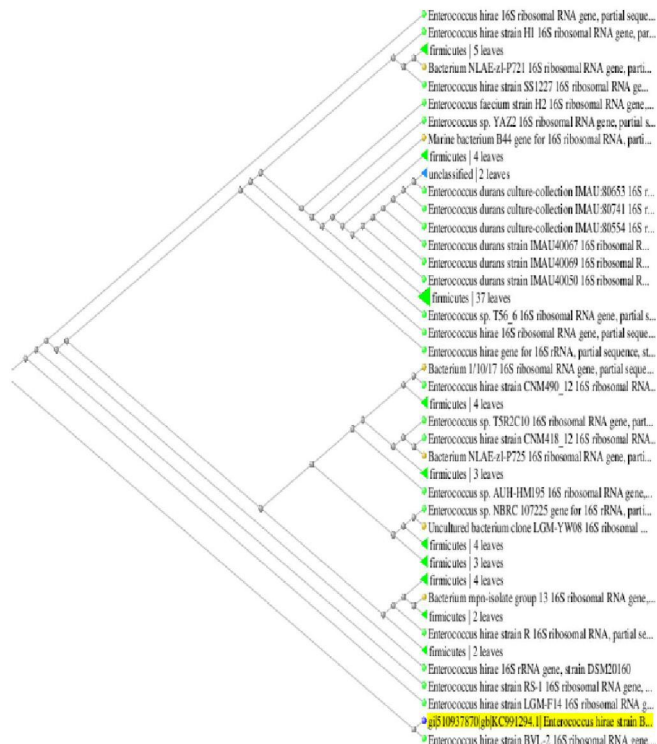 Enterococcus hirae 16S ribosomal RNA gene, partial seque...
Enterococcus hirae strain H1 16S ribosomal RNA gene, par...
firmicutes | 5 leaves
Bacterium NLAE-zl-P721 16S ribosomal RNA gene, parti...
Enterococcus hirae strain SS1227 16S ribosomal RNA ge...
Enterococcus faecium strain H2 16S ribosomal RNA gene,...
Enterococcus sp. YAZ2 16S ribosomal RNA gene, partial s...
Marine bacterium B44 gene for 16S ribosomal RNA, parti...
firmicutes | 4 leaves
unclassified | 2 leaves
Enterococcus durans culture-collection IMAU:80653 16S r...
Enterococcus durans culture-collection IMAU:80741 16S r...
Enterococcus durans culture-collection IMAU:80554 16S r...
Enterococcus durans strain IMAU40067 16S ribosomal R...
Enterococcus durans strain IMAU40069 16S ribosomal R...
Enterococcus durans strain IMAU40050 16S ribosomal R...
firmicutes | 37 leaves
Enterococcus sp. T56_6 16S ribosomal RNA gene, partial s...
Enterococcus hirae 16S ribosomal RNA gene, partial seque...
Enterococcus hirae gene for 16S rRNA, partial sequence, st...
Bacterium 1/10/17 16S ribosomal RNA gene, partial seque...
Enterococcus hirae strain CNM490_12 16S ribosomal RNA...
firmicutes | 4 leaves
Enterococcus sp. T5R2C10 16S ribosomal RNA gene, part...
Enterococcus hirae strain CNM418_12 16S ribosomal RNA...
Bacterium NLAE-zl-P725 16S ribosomal RNA gene, parti...
firmicutes | 3 leaves
Enterococcus sp. AUH-HM195 16S ribosomal RNA gene,...
Enterococcus sp. NBRC 107225 gene for 16S rRNA, parti...
Uncultured bacterium clone LGM-YW08 16S ribosomal ...
firmicutes | 4 leaves
firmicutes | 3 leaves
firmicutes | 4 leaves
Bacterium mpn-isolate group 13 16S ribosomal RNA gene,...
firmicutes | 2 leaves
Enterococcus hirae strain R 16S ribosomal RNA, partial se...
firmicutes | 2 leaves
Enterococcus hirae 16S rRNA gene, strain DSM20160
Enterococcus hirae strain RS-1 16S ribosomal RNA gene, ...
Enterococcus hirae strain LGM-F14 16S ribosomal RNA g...
gi|510937870|gb|KC991294.1| Enterococcus hirae strain B...
Enterococcus hirae strain BVL-2 16S ribosomal RNA gene